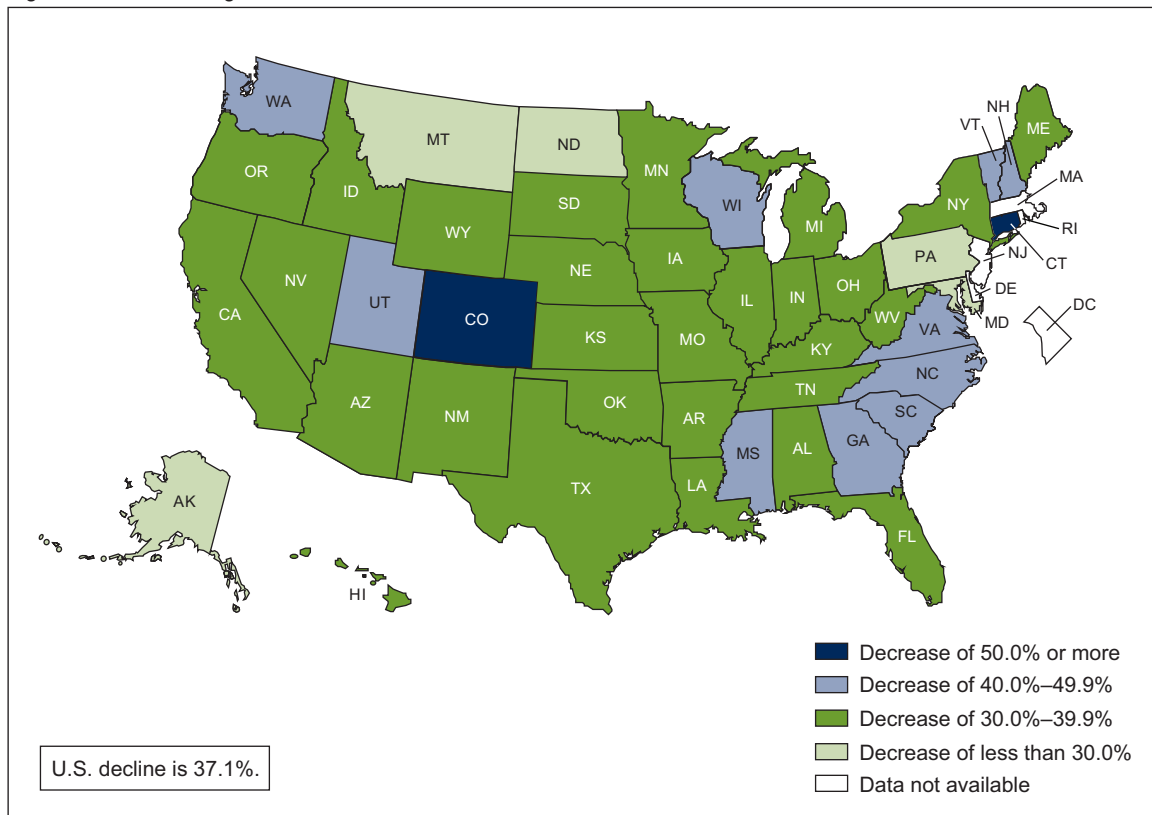 WA
MT
ND
MN
OR
ID
SD
WY
WI
MI
NH
VT
ME
NY
MA
RI
CT
NJ
PA
DE
MD
DC
NV
CA
UT
CO
NE
IA
IL
IN
OH
WV
VA
KS
MO
KY
NC
TN
SC
AZ
NM
OK
AR
MS
AL
GA
TX
LA
FL
AK
HI
Decrease of 50.0% or more
Decrease of 40.0%–49.9%
Decrease of 30.0%–39.9%
Decrease of less than 30.0%
Data not available
U.S. decline is 37.1%.